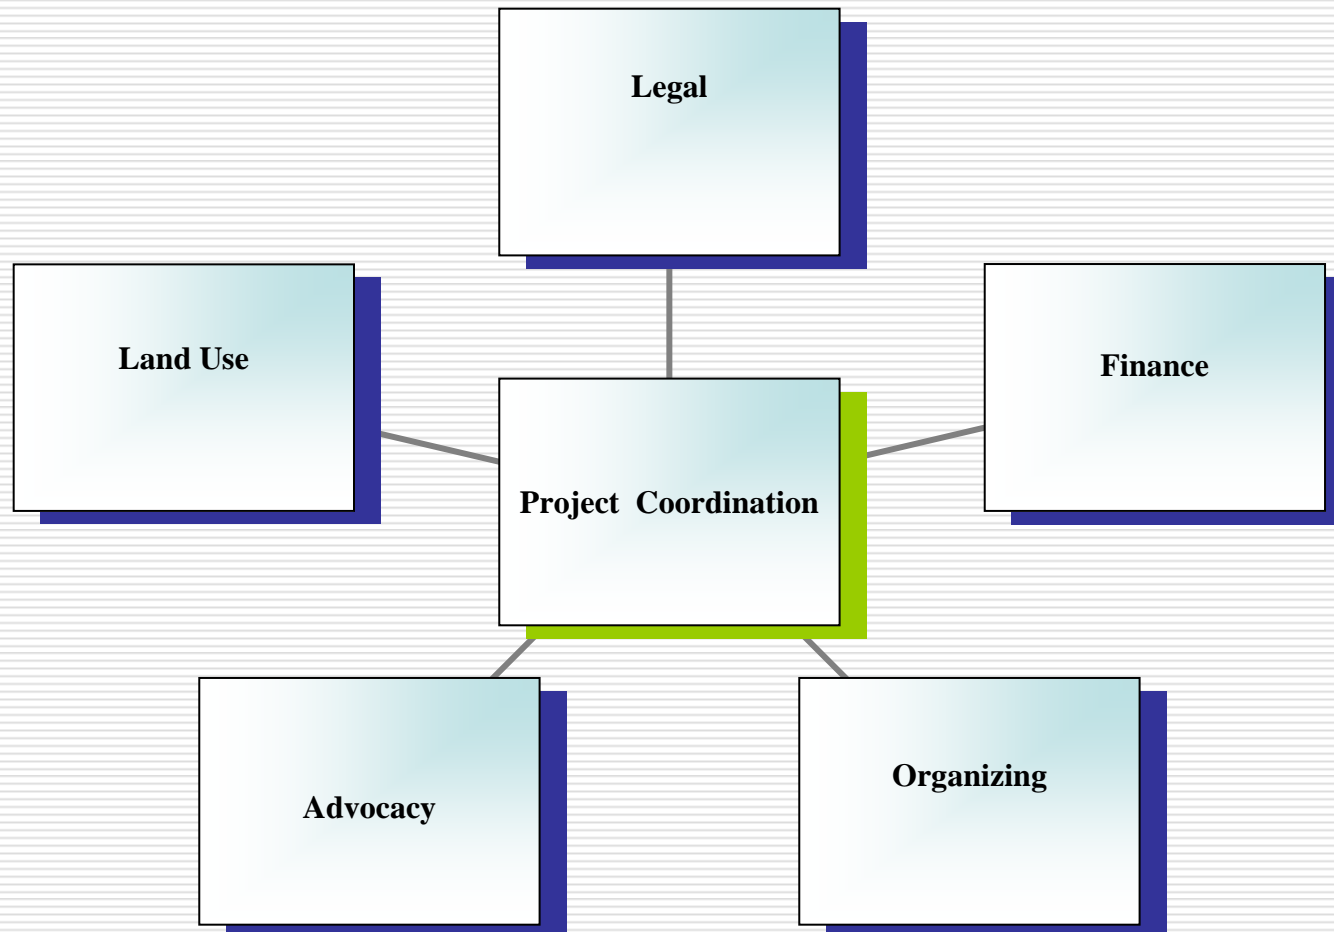 Legal
Land Use
Finance
Project  Coordination
Advocacy
Organizing